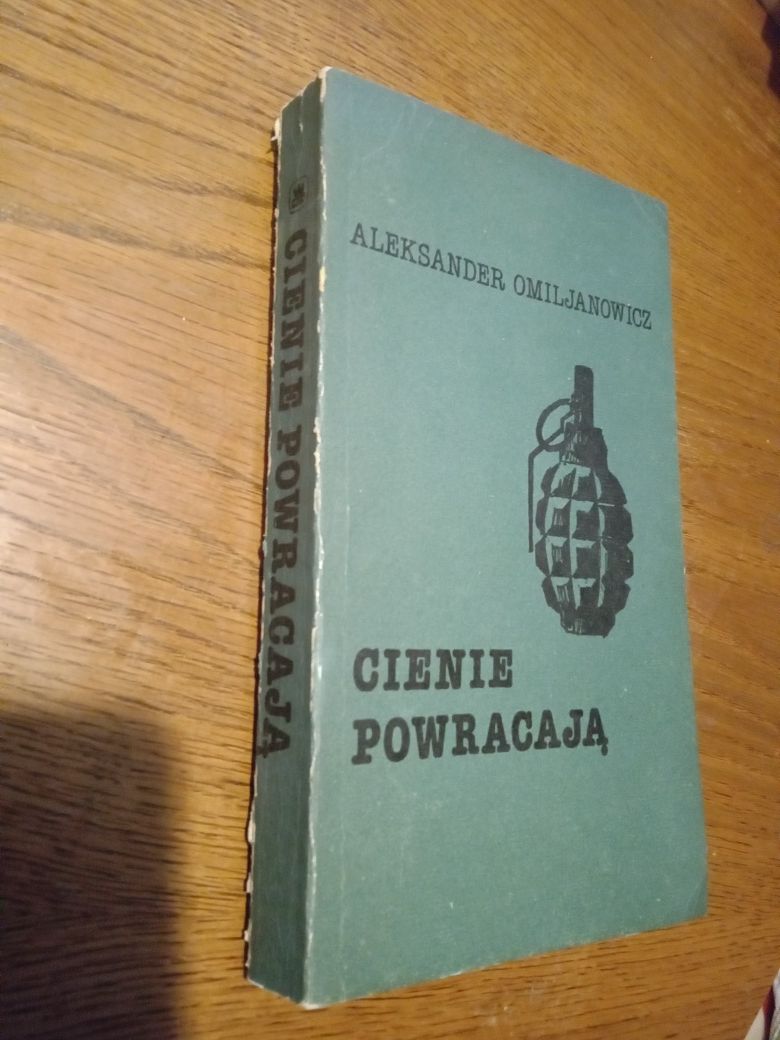 CIENIE POWRACAJĄ
ALEKSANDER OMILJANOWICZ
CIENIE
POWRACAJĄ